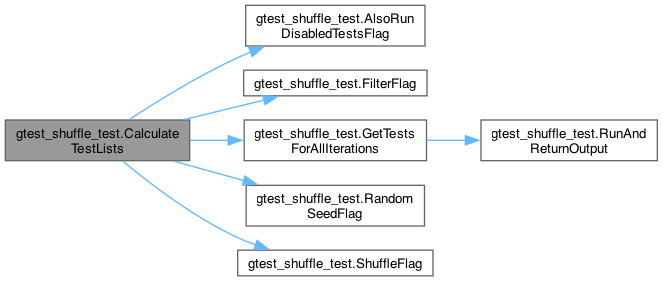 gtest_shuffle_test.AlsoRun
DisabledTestsFlag
gtest_shuffle_test.FilterFlag
gtest_shuffle_test.Calculate
TestLists
gtest_shuffle_test.GetTests
ForAllIterations
gtest_shuffle_test.RunAnd
ReturnOutput
gtest_shuffle_test.Random
SeedFlag
gtest_shuffle_test.ShuffleFlag